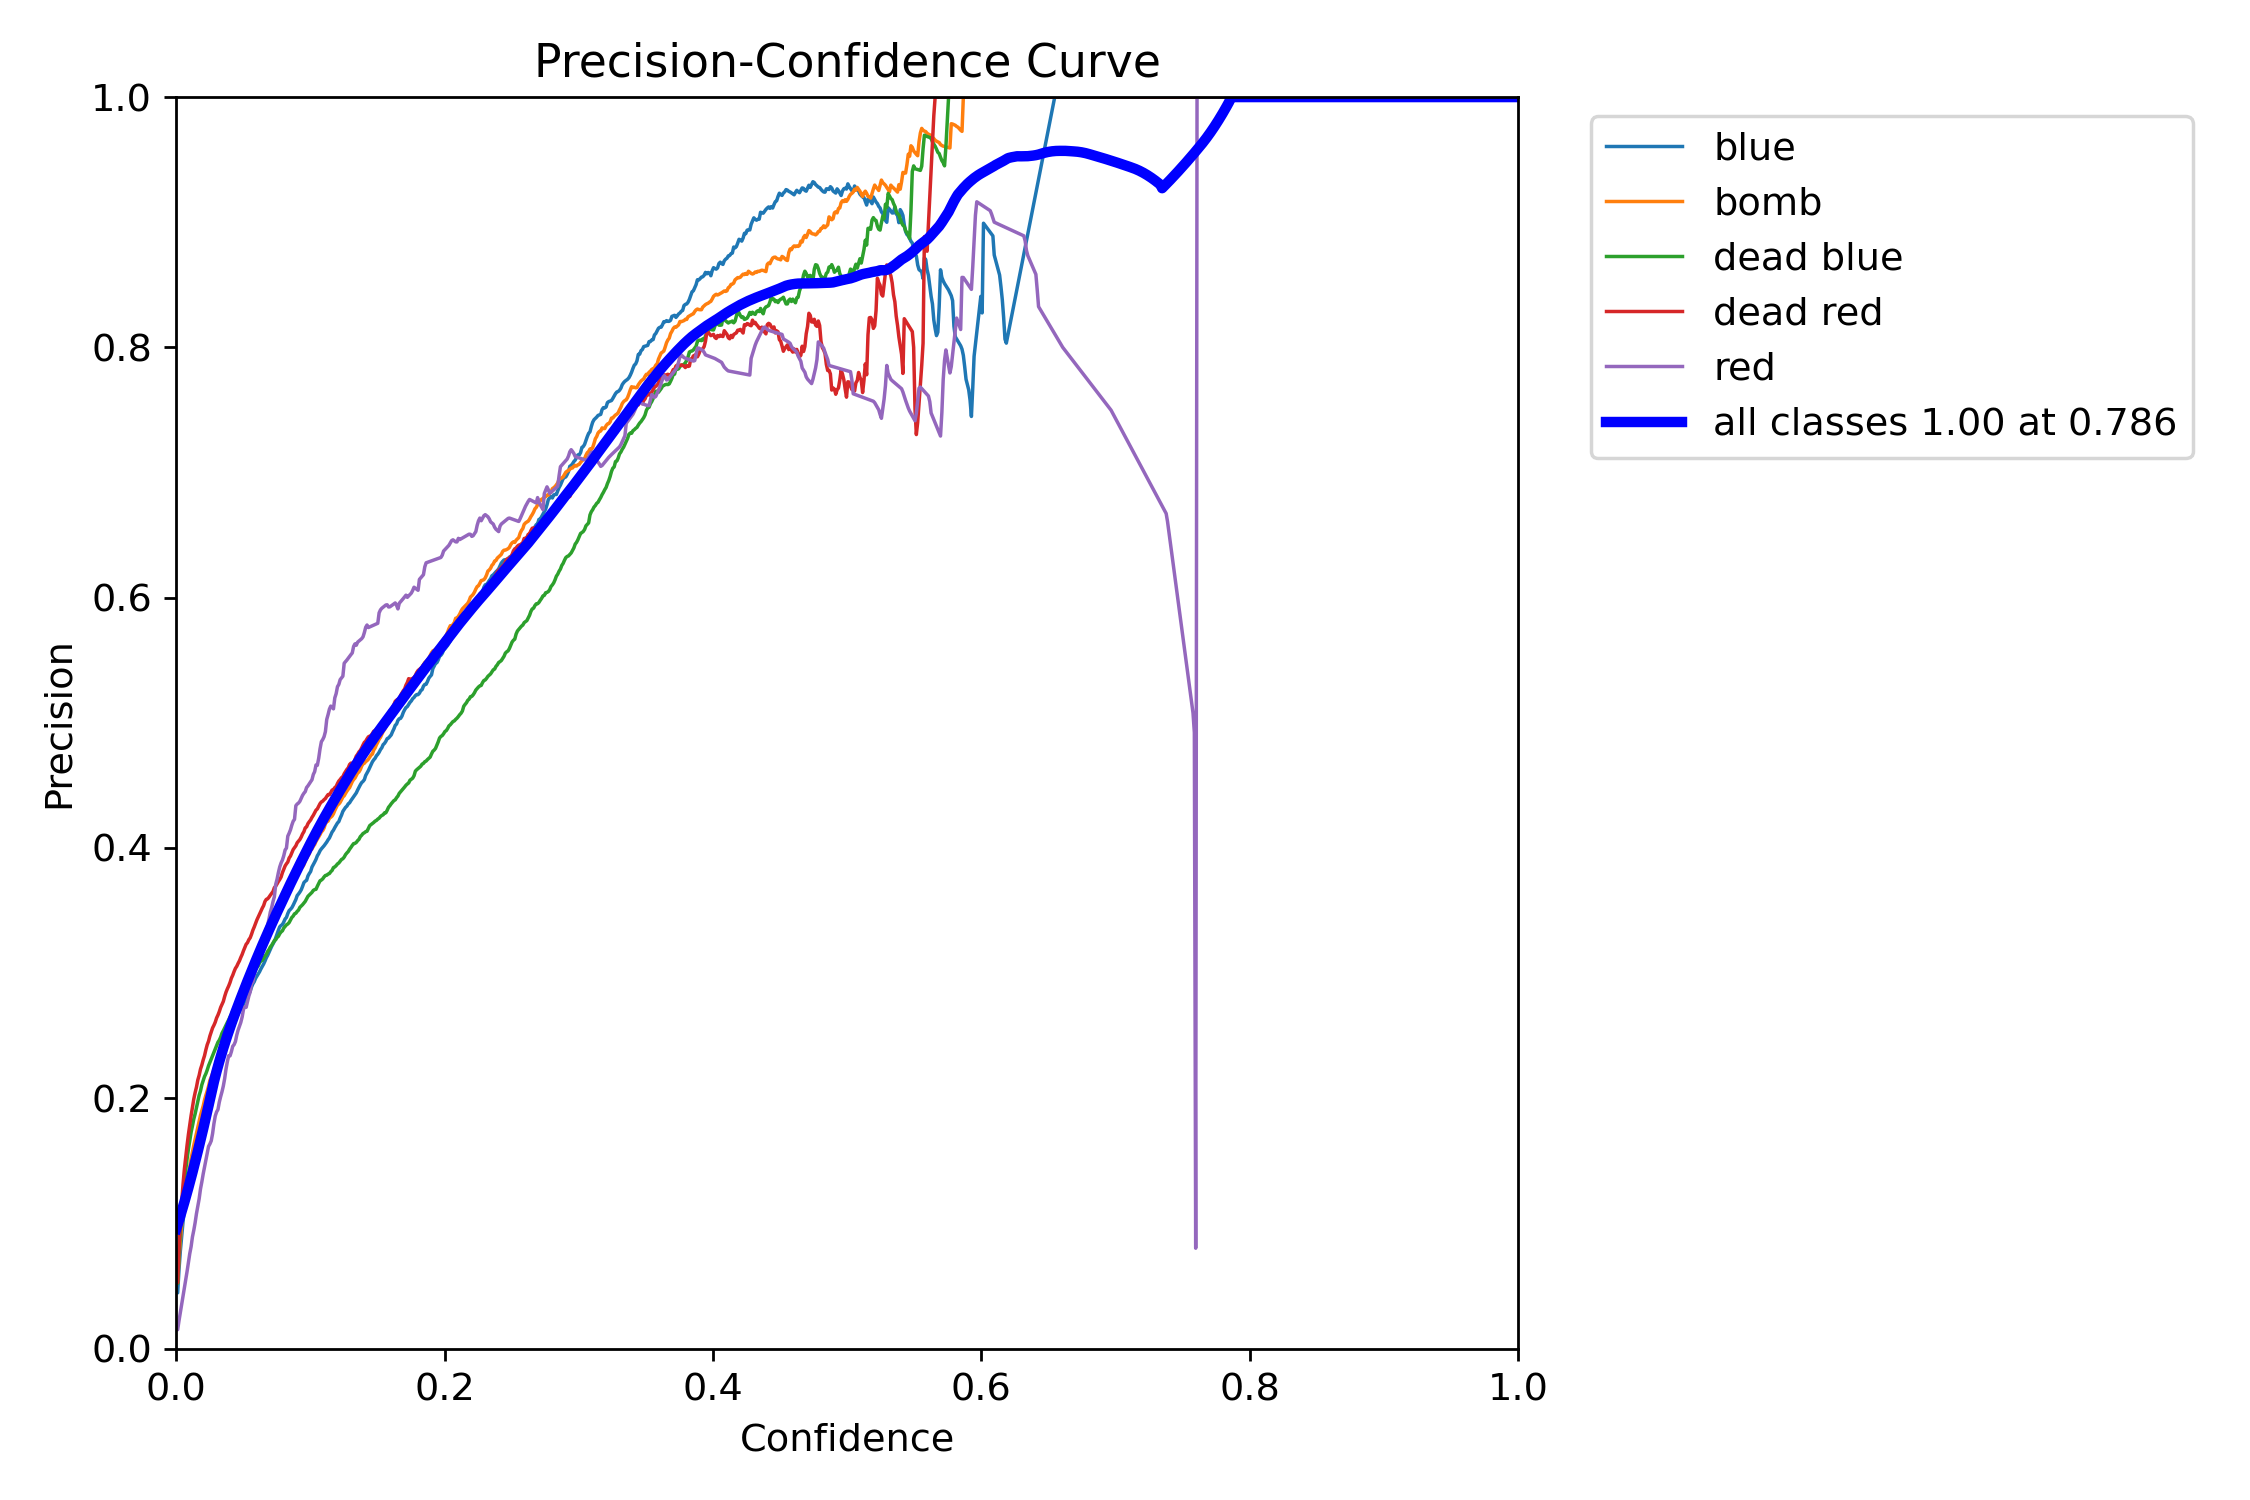 Precision-Confidence Curve
1.0
0.8
0.6
0.4
0.2
0.0
Precision
0.0 0.2 0.4 0.6 0.8 1.0
Confidence
blue
bomb
dead blue
dead red
red
all classes 1.00 at 0.786